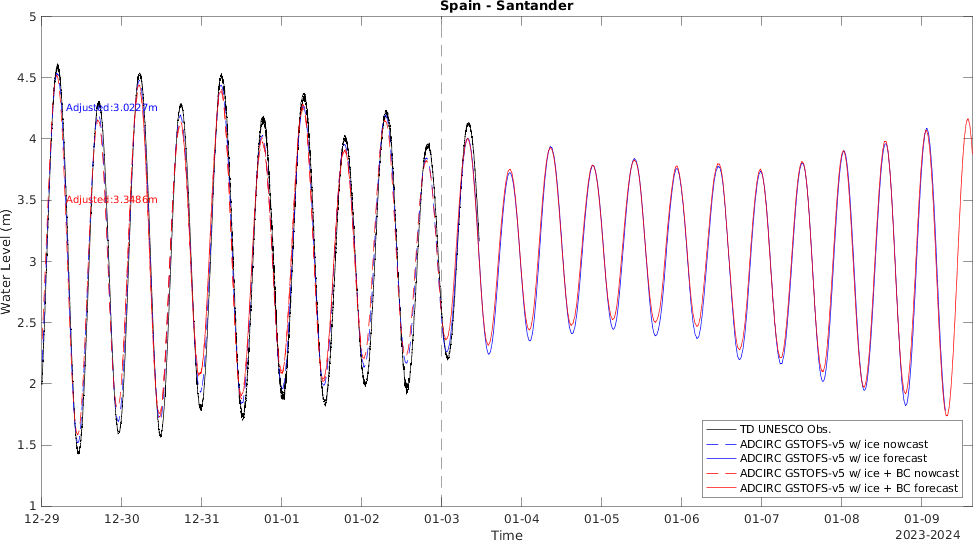 Spain - Santander
5
4.5
4
3.5
3
2.5
2
1.5
1
Water Level (m)
Adjusted:3.0227m
Adjusted:3.3486m
TD UNESCO Obs.
ADCIRC GSTOFS-v5 w/ ice nowcast
ADCIRC GSTOFS-v5 w/ ice forecast
ADCIRC GSTOFS-v5 w/ ice + BC nowcast
ADCIRC GSTOFS-v5 w/ ice + BC forecast
12-29 12-30 12-31 01-01 01-02 01-03 01-04 01-05 01-06 01-07 01-08 01-09
Time
2023-2024